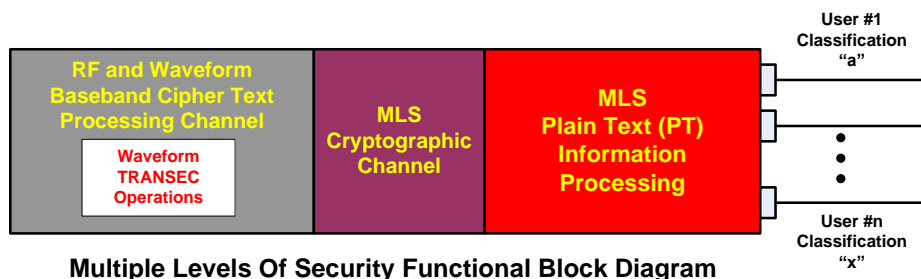 User #1
Classification
“a”
RF and Waveform
Baseband Cipher Text
Processing Channel
Waveform
TRANSEC
Operations
MLS
Cryptographic
Channel
MLS
Plain Text (PT)
Information
Processing
User #n
Classification
“x”
Multiple Levels Of Security Functional Block Diagram